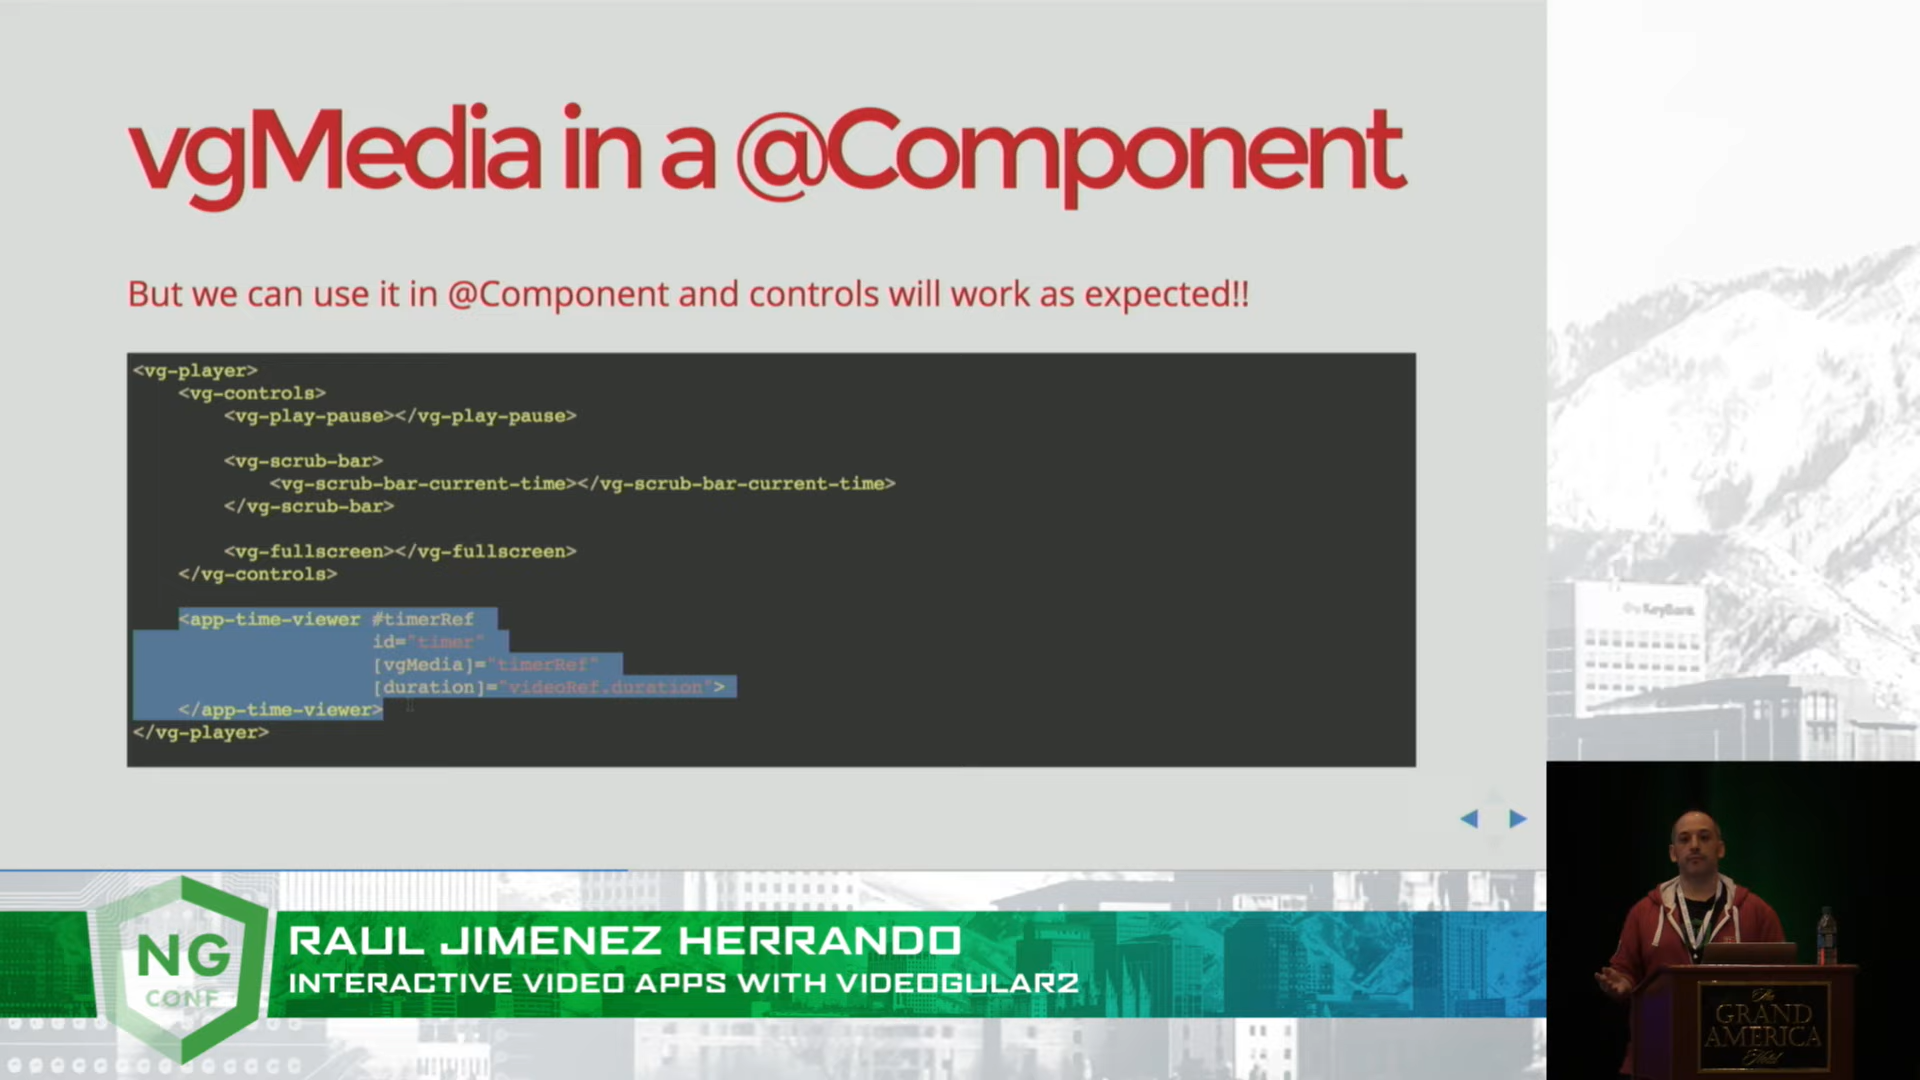 vgMedia in a @Component
But we can use it in @Component and controls will work as expected!!
<vg-player>
<vg-controls>
<vg-play-pause></vg-play-pause>
<vg-scrub-bar>
<vg-scrub-bar-current-time></vg-scrub-bar-current-time>
</vg-scrub-bar>
<vg-fullscreen></vg-fullscreen>
</vg-controls>
<app-time-viewer #timerRef
id="timer"
[vgMedia]="timerRef"
[duration]="videoRef.duration">
</app-time-viewer>
</vg-player>
KeyBank
NG
CONF
RAUL JIMENEZ HERRANDO
INTERACTIVE VIDEO APPS WITH VIDEOGULAR2
The
GRAND
AMERICA
Hotel